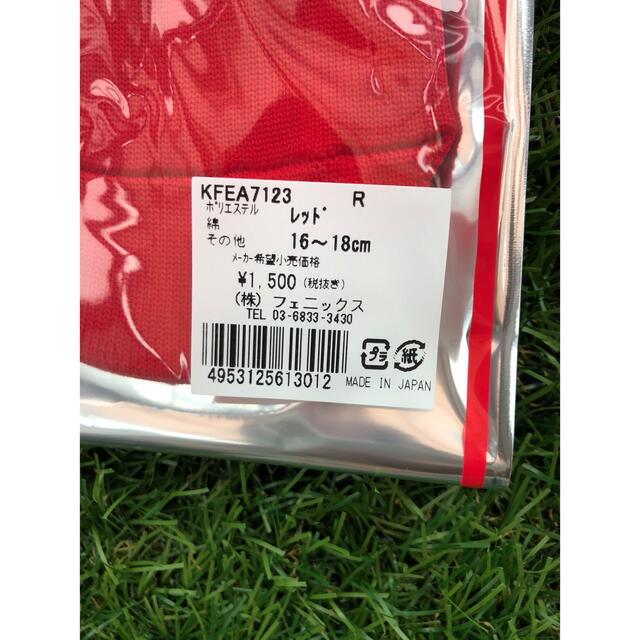 KFEA7123 R
ポリエステル レッド
綿
その他 16～18cm
メーカー希望小売価格
¥1,500 (税抜き)
(株) フェニックス
TEL 03-6833-3430
プラ 紙
4953125613012 MADE IN JAPAN